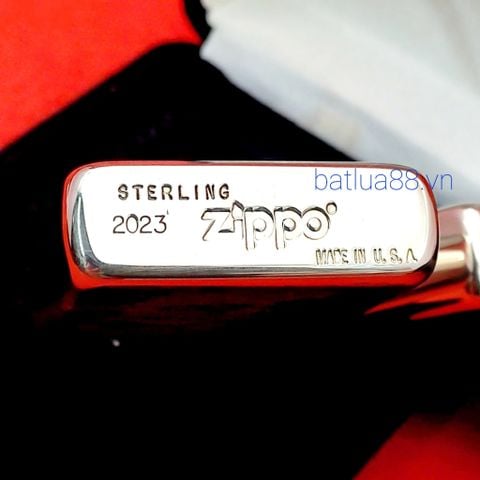 batlua88.vn
STERLING
2023 zippo
MADE IN U.S.A.